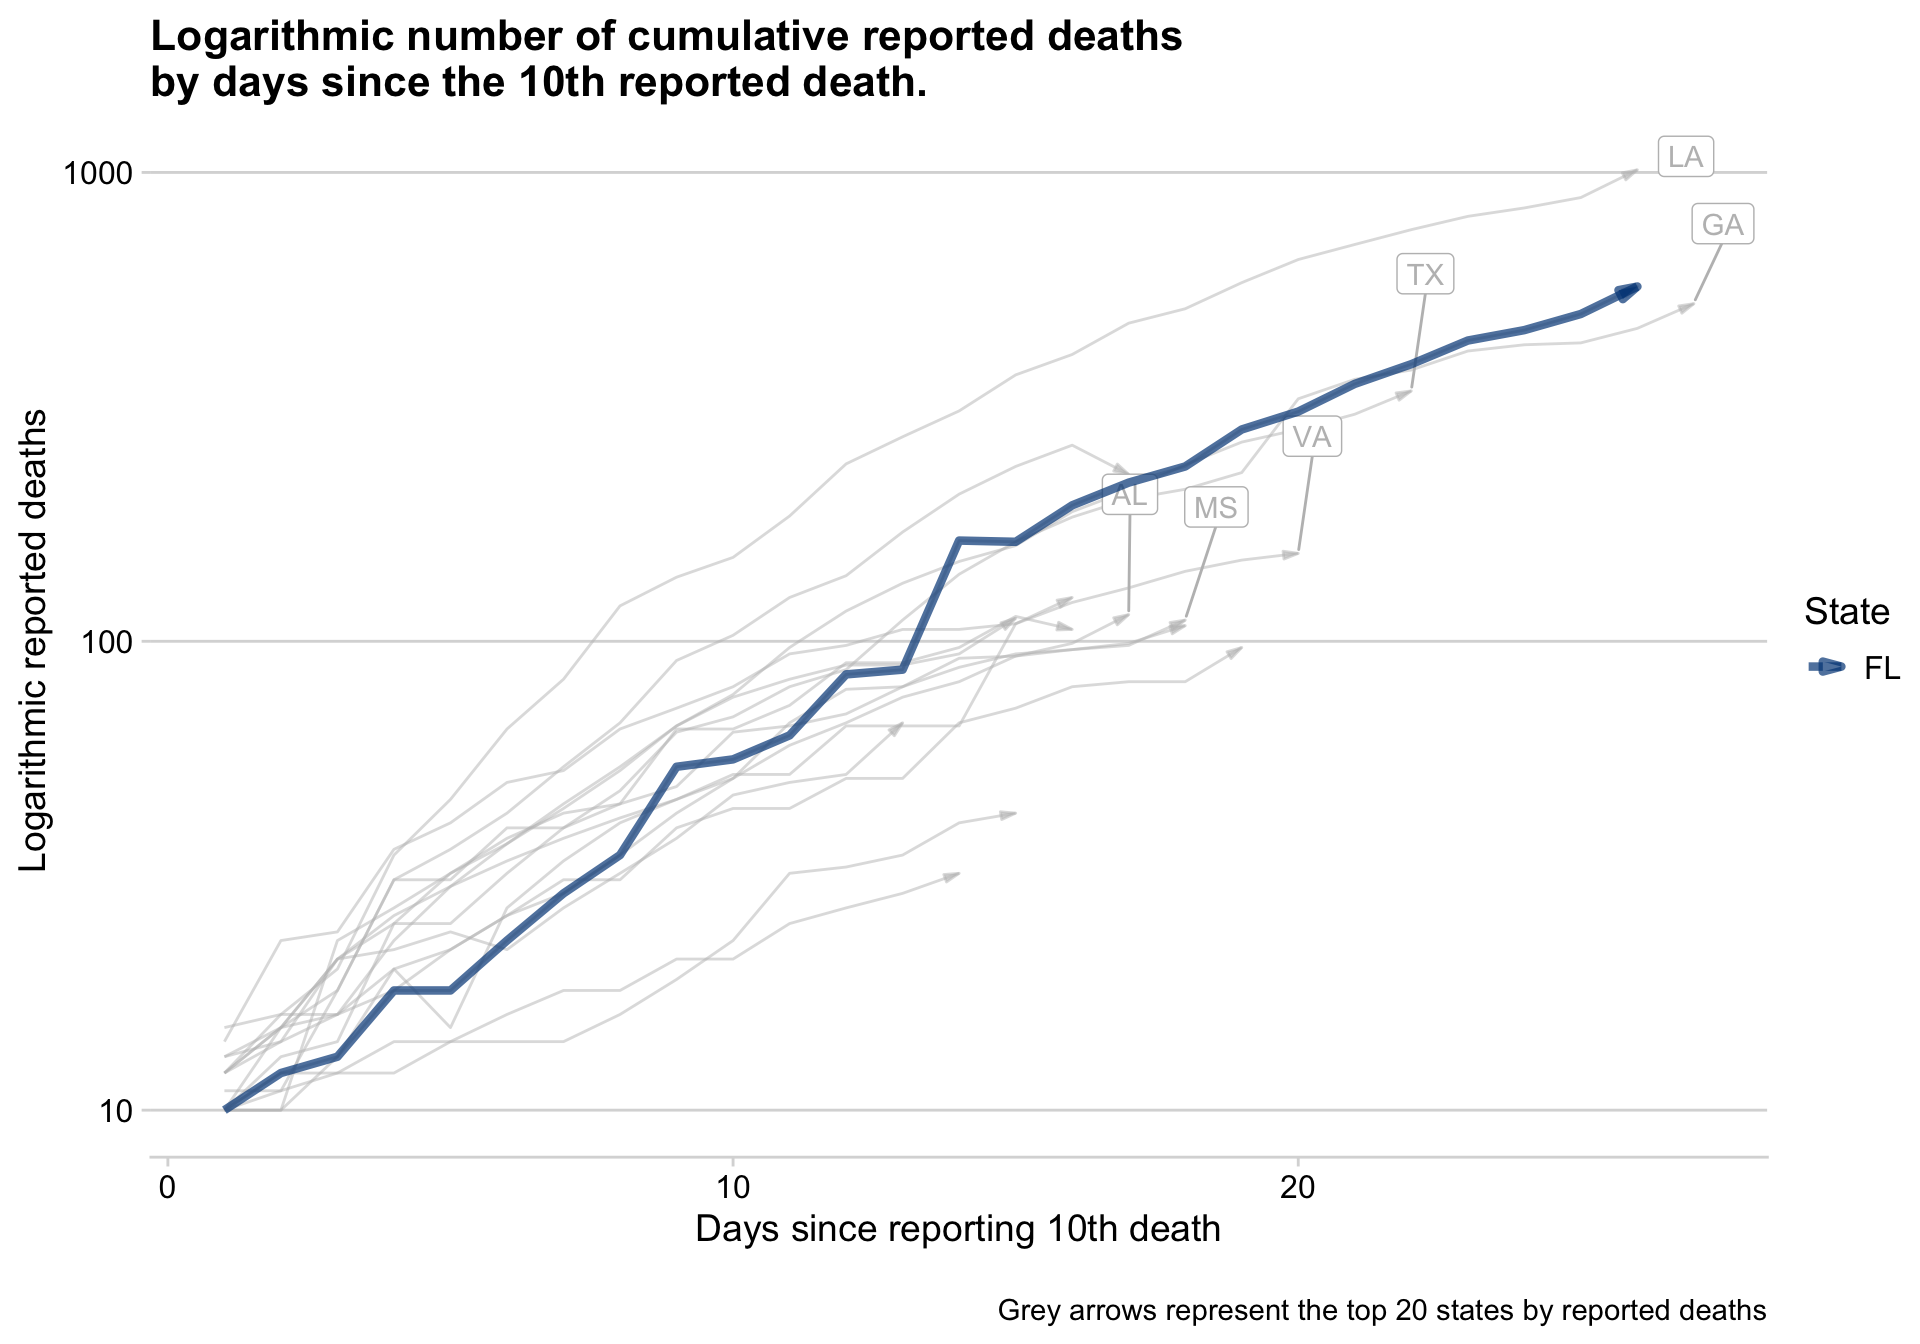 Logarithmic number of cumulative reported deaths
by days since the 10th reported death.
1000
100
10
Logarithmic reported deaths
LA
GA
TX
VA
AL
MS
State
FL
0
10
20
Days since reporting 10th death
Grey arrows represent the top 20 states by reported deaths